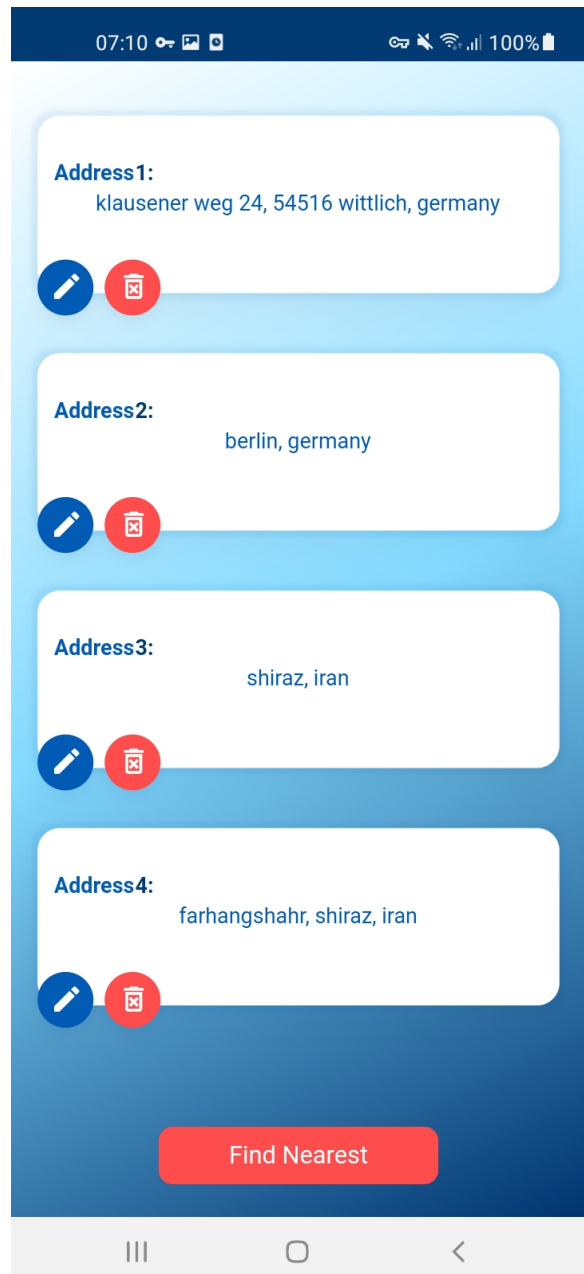 07:10 100%
Address1:
klausener weg 24, 54516 wittlich, germany
Address2:
berlin, germany
Address3:
shiraz, iran
Address4:
farhangshahr, shiraz, iran
Find Nearest